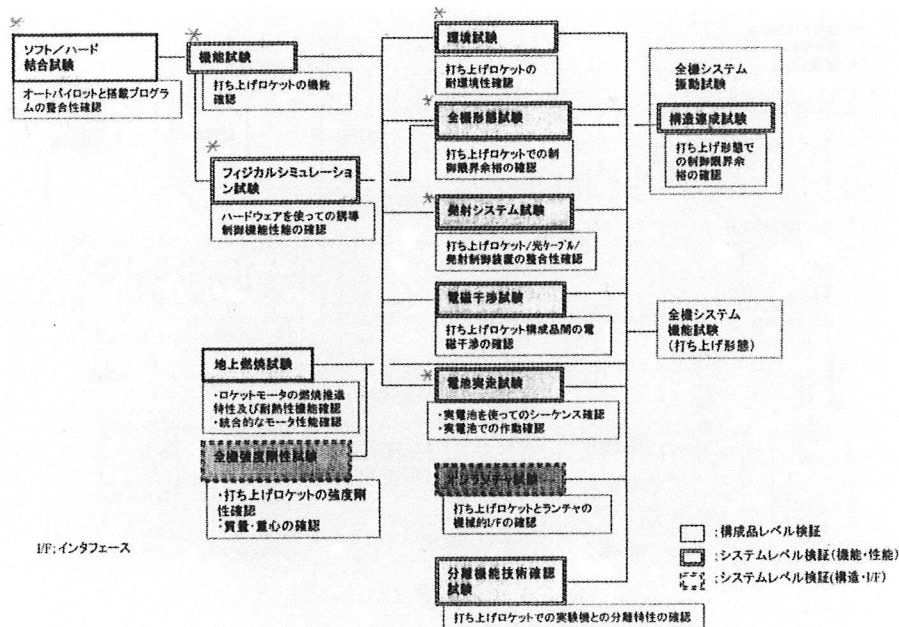 ソフト/ハード
結合試験
オートパイロットと搭載プログラ
ムの整合性確認
機能試験
打ち上げロケットの機能
確認
フィジカルシミュレーショ
ン試験
ハードウェアを使っての誘導
制御機能性能の確認
地上燃焼試験
・ロケットモータの燃焼推進
特性及び耐熱性機能確認
・統合的なモータ性能確認
全機強度剛性試験
・打ち上げロケットの強度剛
性確認
・質量・重心の確認
環境試験
打ち上げロケットの
耐環境性確認
全機形態試験
打ち上げロケットでの制
御限界余裕の確認
発射システム試験
打ち上げロケット/光ケーブル/
発射制御装置の整合性確認
電磁干渉試験
打ち上げロケット構成品間の電
磁干渉の確認
電池実走試験
・実電池を使ってのシーケンス確認
・実電池での作動確認
オンランチャ試験
打ち上げロケットとランチャの
機械的I/Fの確認
分離機能技術確認
試験
打ち上げロケットでの実験機との分離特性の確認
全機システム
振動試験
構造達成試験
打ち上げ形態で
の制御限界余
裕の確認
全機システム
機能試験
(打ち上げ形態)
I/F:インタフェース
:構成品レベル検証
:システムレベル検証(機能・性能)
:システムレベル検証(構造・I/F)